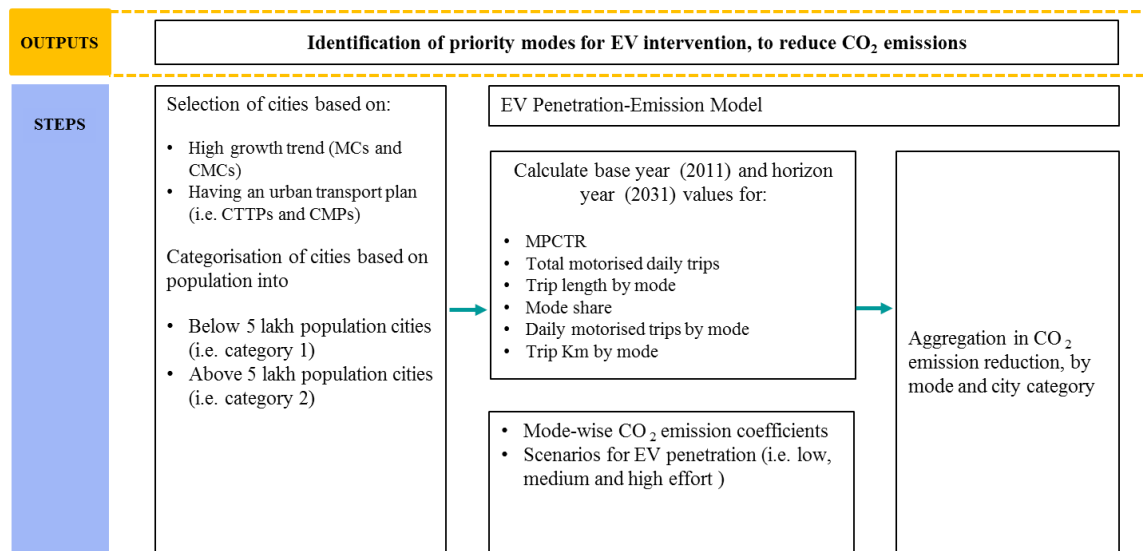 OUTPUTS
Identification of priority modes for EV intervention, to reduce CO₂ emissions
STEPS
Selection of cities based on:
• High growth trend (MCs and
CMCs)
• Having an urban transport plan
(i.e. CTTPs and CMPs)
Categorisation of cities based on
population into
• Below 5 lakh population cities
(i.e. category 1)
• Above 5 lakh population cities
(i.e. category 2)
EV Penetration-Emission Model
Calculate base year (2011) and horizon
year (2031) values for:
• MPCTR
• Total motorised daily trips
• Trip length by mode
• Mode share
• Daily motorised trips by mode
• Trip Km by mode
• Mode-wise CO₂ emission coefficients
• Scenarios for EV penetration (i.e. low,
medium and high effort )
Aggregation in CO₂
emission reduction, by
mode and city category